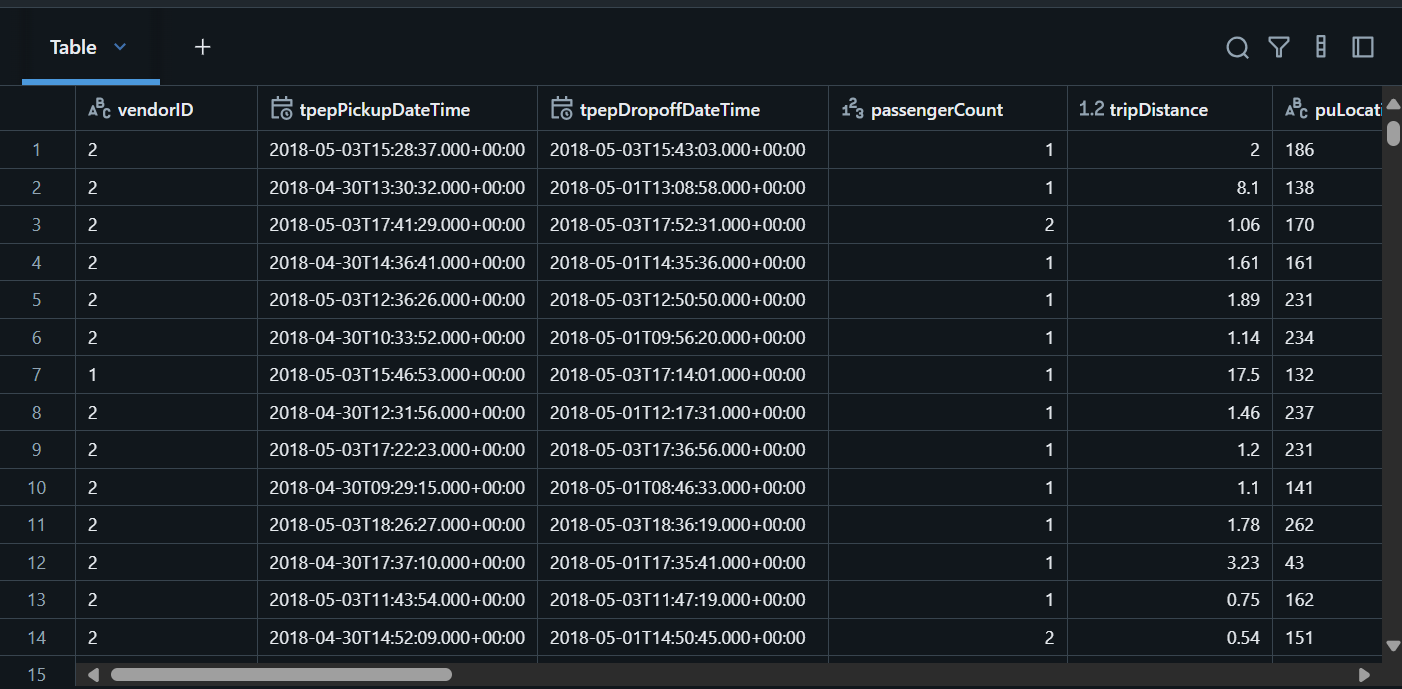 Table
vendorID tpepPickupDateTime tpepDropoffDateTime 1.2 passengerCount tripDistance puLocati
1 2 2018-05-03T15:28:37.000+00:00 2018-05-03T15:43:03.000+00:00 1 2 186
2 2 2018-04-30T13:30:32.000+00:00 2018-05-01T13:08:58.000+00:00 1 8.1 138
3 2 2018-05-03T17:41:29.000+00:00 2018-05-03T17:52:31.000+00:00 2 1.06 170
4 2 2018-04-30T14:36:41.000+00:00 2018-05-01T14:35:36.000+00:00 1 1.61 161
5 2 2018-05-03T12:36:26.000+00:00 2018-05-03T12:50:50.000+00:00 1 1.89 231
6 2 2018-04-30T10:33:52.000+00:00 2018-05-01T09:56:20.000+00:00 1 1.14 234
7 1 2018-05-03T15:46:53.000+00:00 2018-05-03T17:14:01.000+00:00 1 17.5 132
8 2 2018-04-30T12:31:56.000+00:00 2018-05-01T12:17:31.000+00:00 1 1.46 237
9 2 2018-05-03T17:22:23.000+00:00 2018-05-03T17:36:56.000+00:00 1 1.2 231
10 2 2018-04-30T09:29:15.000+00:00 2018-05-01T08:46:33.000+00:00 1 1.1 141
11 2 2018-05-03T18:26:27.000+00:00 2018-05-03T18:36:19.000+00:00 1 1.78 262
12 2 2018-04-30T17:37:10.000+00:00 2018-05-01T17:35:41.000+00:00 1 3.23 43
13 2 2018-05-03T11:43:54.000+00:00 2018-05-03T11:47:19.000+00:00 1 0.75 162
14 2 2018-04-30T14:52:09.000+00:00 2018-05-01T14:50:45.000+00:00 2 0.54 151
15